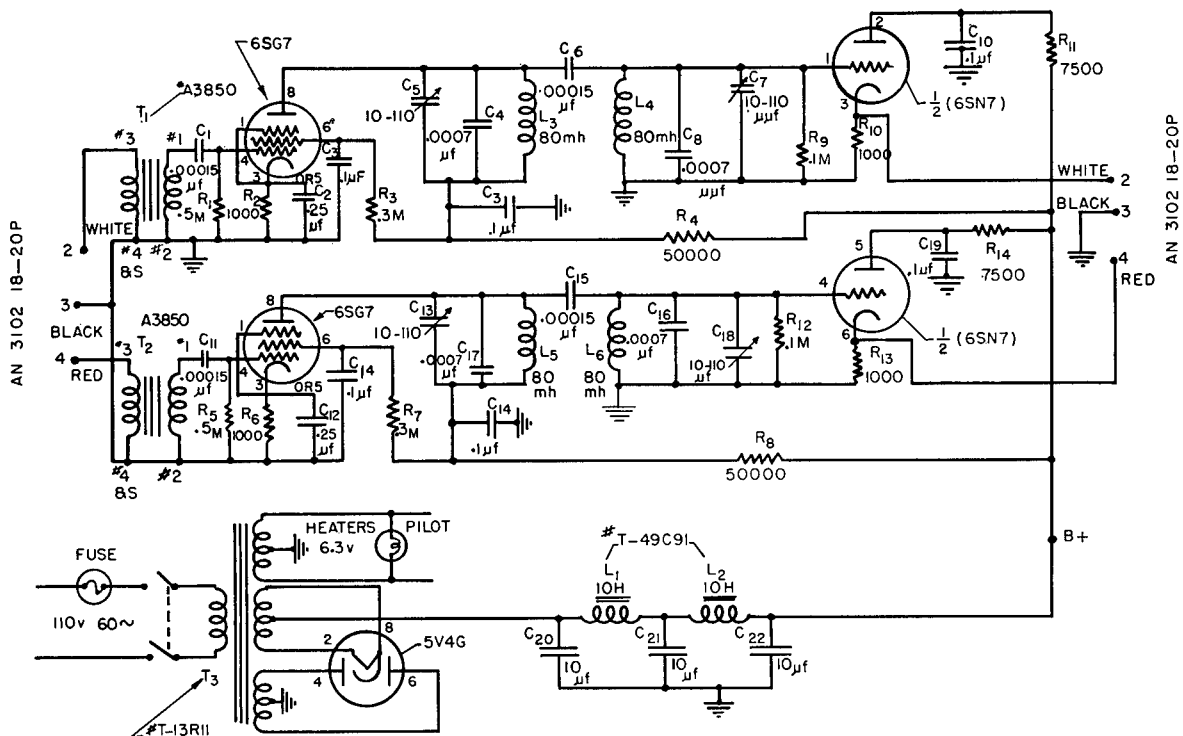 6SG7
#A3850
T1
#3
#1
C1
.00015
μf
8
1
6
4
3
OR5
C3
.1μF
C2
.25
μf
R1
.5M
R2
1000
R3
.3M
2
WHITE
#4
&S
#2
C5
10-110
C4
.0007
μf
L3
80mh
C3
.1μf
C6
.00015
μf
L4
80mh
C8
.0007
μμf
C7
10-110
μμf
R9
.1M
2
1
3
R10
1000
½ (6SN7)
C10
.1μf
R11
7500
WHITE
2
BLACK
3
4
RED
R4
50000
AN 3102 18-20P
AN 3102 18-20P
3
BLACK
4
RED
A3850
#3
T2
#1
C11
.00015
μf
8
6SG7
1
6
4
3
OR5
C14
.1μf
C12
.25
μf
R5
.5M
R6
1000
R7
.3M
#4
&S
#2
C13
10-110
.0007
μf
C17
L5
80
mh
C14
.1μf
C15
.00015
μf
L6
80
mh
C16
.0007
μf
C18
10-110
μf
R12
.1M
5
4
6
R13
1000
½ (6SN7)
C19
.1μf
R14
7500
R8
50000
B+
FUSE
110v 60~
T3
#T-13R11
HEATERS
6.3v
PILOT
2
8
4
6
5V4G
#T-49C91
L1
10H
L2
10H
C20
10
μf
C21
10
μf
C22
10μf